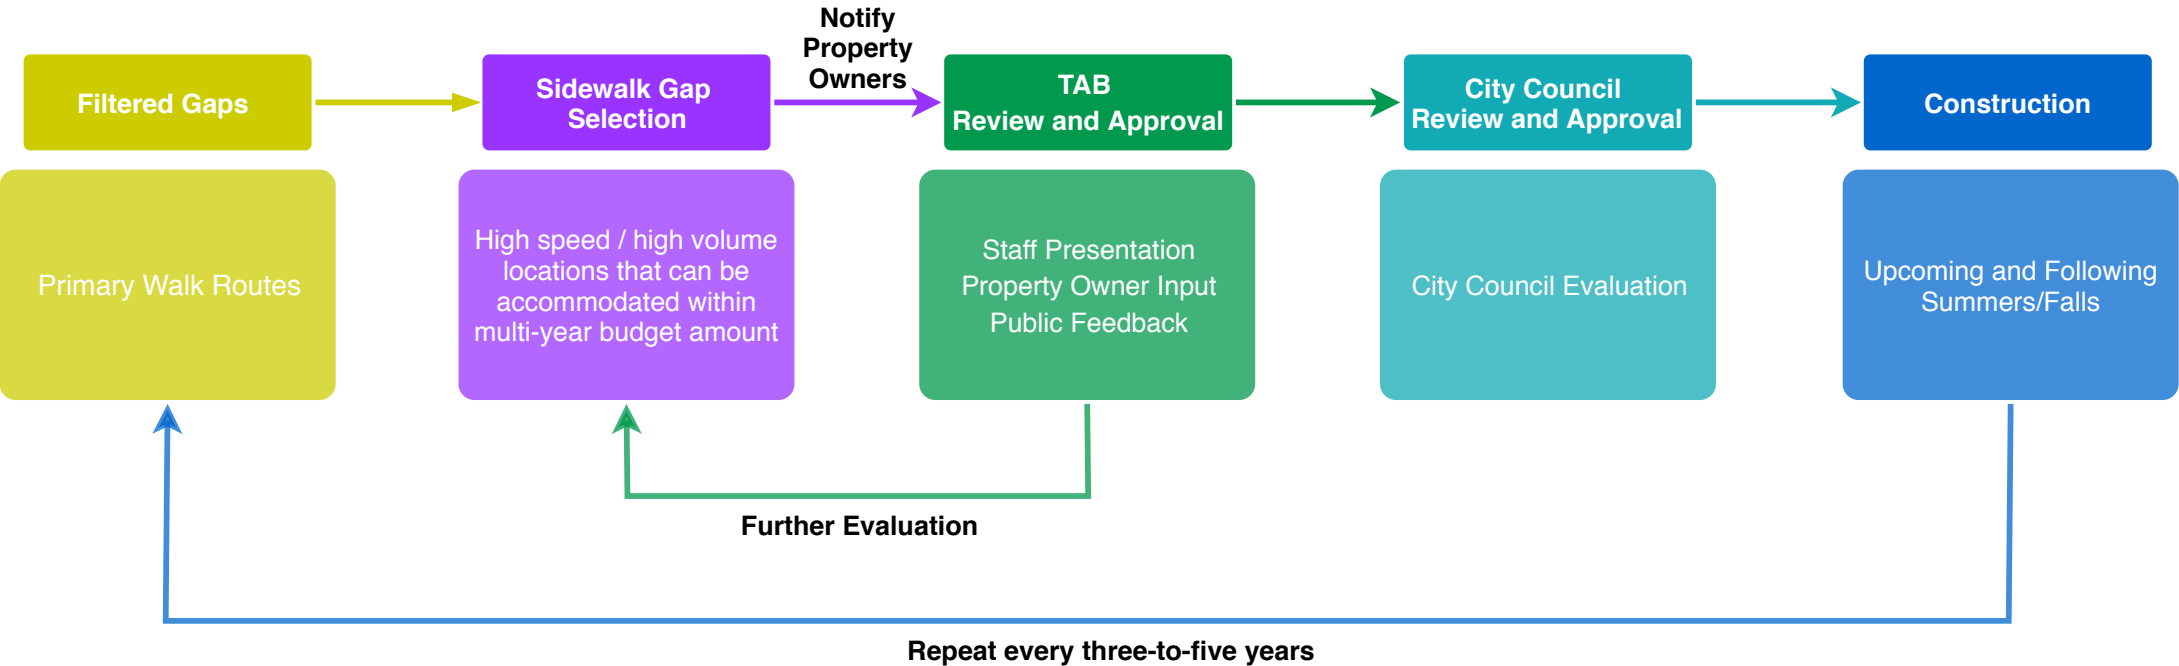 Notify
Property
Owners
Filtered Gaps
Sidewalk Gap
Selection
TAB
Review and Approval
City Council
Review and Approval
Construction
Primary Walk Routes
High speed / high volume
locations that can be
accommodated within
multi-year budget amount
Staff Presentation
Property Owner Input
Public Feedback
City Council Evaluation
Upcoming and Following
Summers/Falls
Further Evaluation
Repeat every three-to-five years